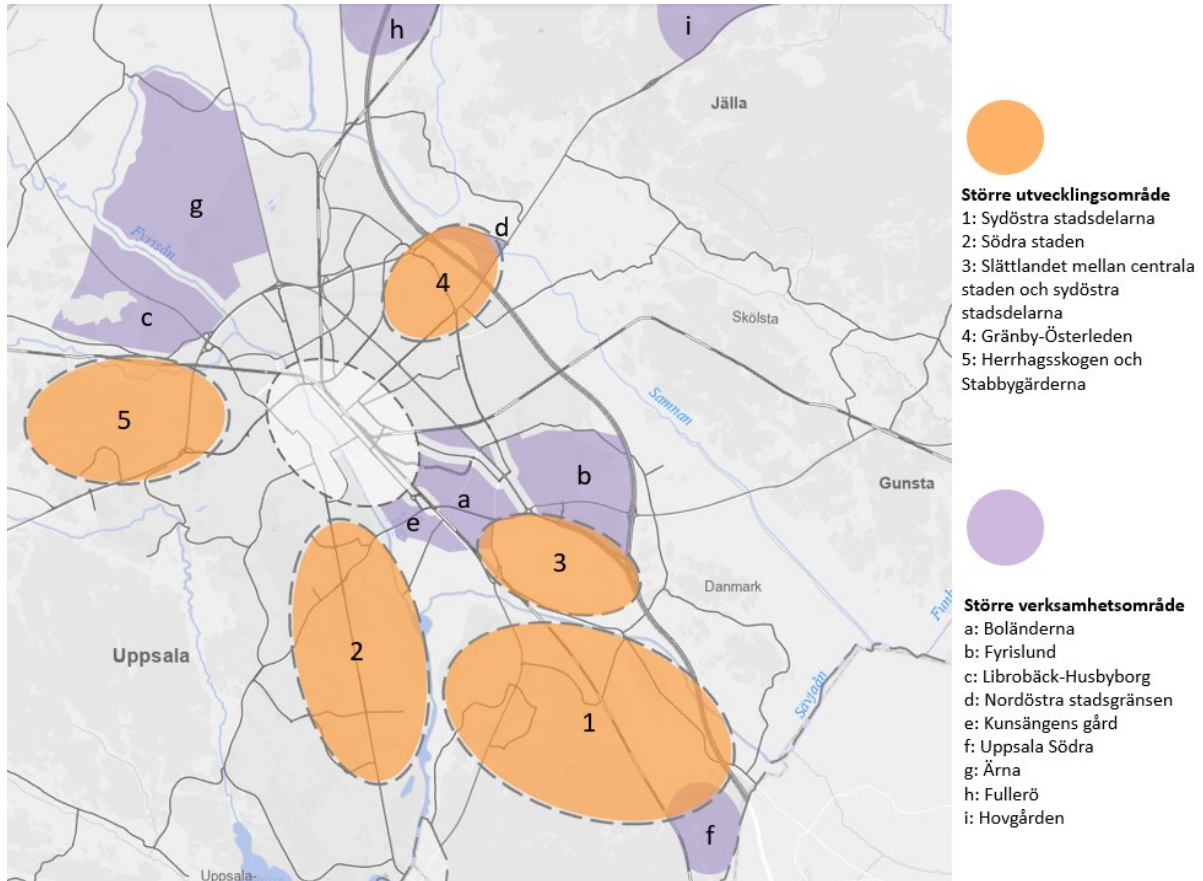 h
i
Jälla
g
d
Fyrisån
4
c
Skölsta
5
Samnan
b
Gunsta
a
e
3
Danmark
Uppsala
2
Sävjaån
1
f
Uppsala-
Större utvecklingsområde
1: Sydöstra stadsdelarna
2: Södra staden
3: Slättlandet mellan centrala
staden och sydöstra
stadsdelarna
4: Gränby-Österleden
5: Herrhagsskogen och
Stabbygärderna
Större verksamhetsområde
a: Boländerna
b: Fyrislund
c: Librobäck-Husbyborg
d: Nordöstra stadsgränsen
e: Kunsängens gård
f: Uppsala Södra
g: Ärna
h: Fullerö
i: Hovgården